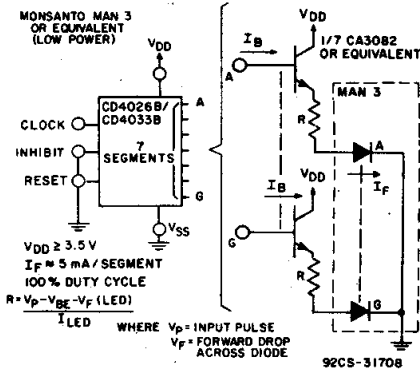 MONSANTO MAN 3
OR EQUIVALENT
(LOW POWER)
VDD
CD4026B/
CD4033B
7
SEGMENTS
A
G
CLOCK
INHIBIT
RESET
VSS
VDD ≥ 3.5 V
IF ≈ 5 mA/SEGMENT
100% DUTY CYCLE
R = VP-VBE-VF (LED)
ILED
WHERE VP = INPUT PULSE
VF = FORWARD DROP
ACROSS DIODE
VDD
IB
1/7 CA3082
OR EQUIVALENT
A
R
MAN 3
A
IF
VDD
IB
G
R
G
92CS-31708